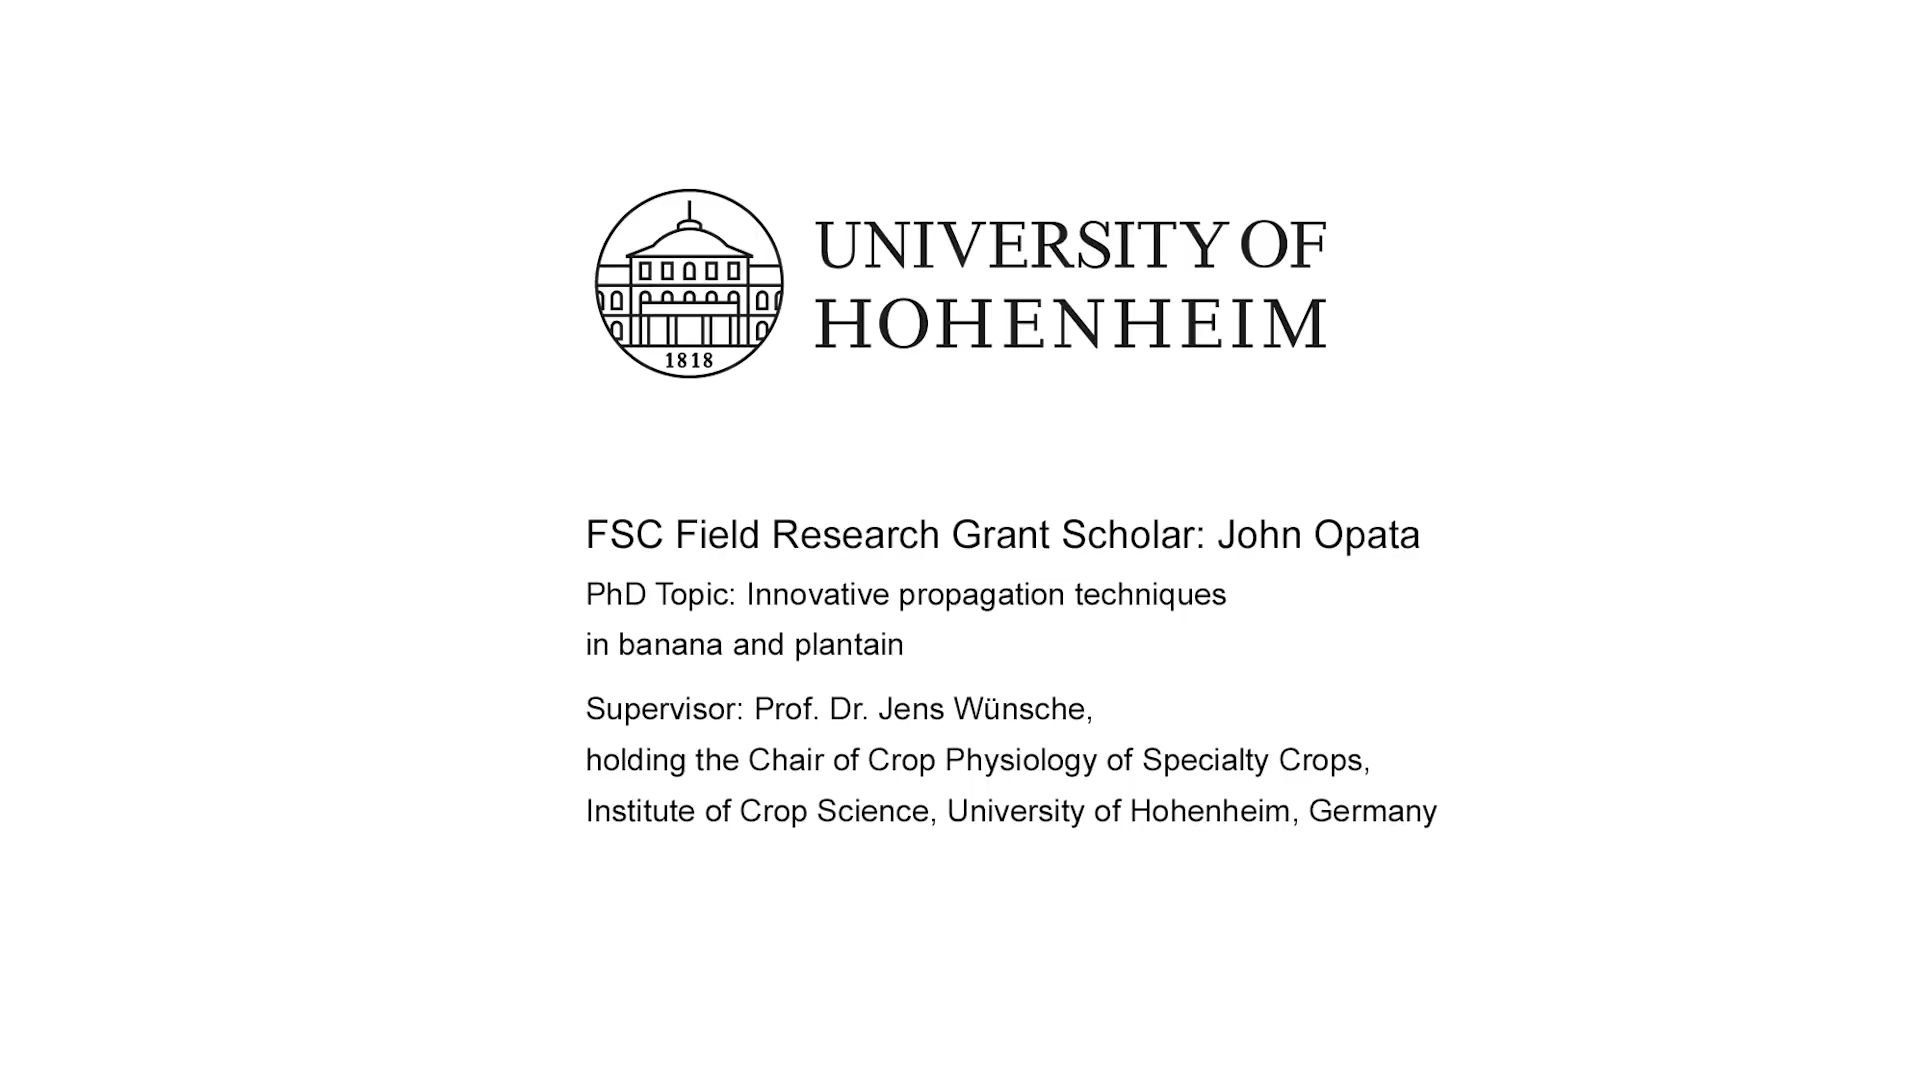 UNIVERSITY OF
HOHENHEIM
1818
FSC Field Research Grant Scholar: John Opata
PhD Topic: Innovative propagation techniques
in banana and plantain
Supervisor: Prof. Dr. Jens Wünsche,
holding the Chair of Crop Physiology of Specialty Crops,
Institute of Crop Science, University of Hohenheim, Germany